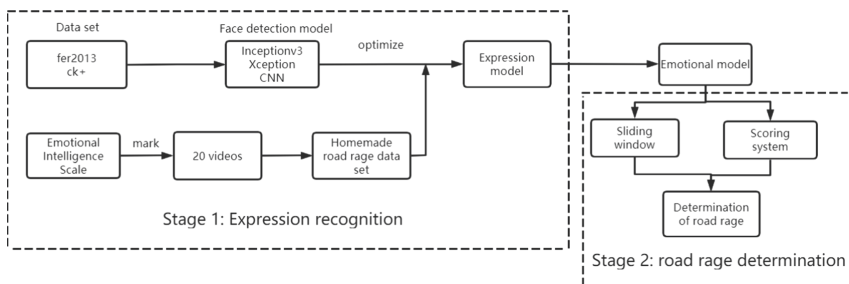 Data set
Face detection model
fer2013
ck+
Inceptionv3
Xception
CNN
optimize
Expression
model
Emotional model
Emotional
Intelligence
Scale
mark
20 videos
Homemade
road rage data
set
Sliding
window
Scoring
system
Determination
of road rage
Stage 1: Expression recognition
Stage 2: road rage determination